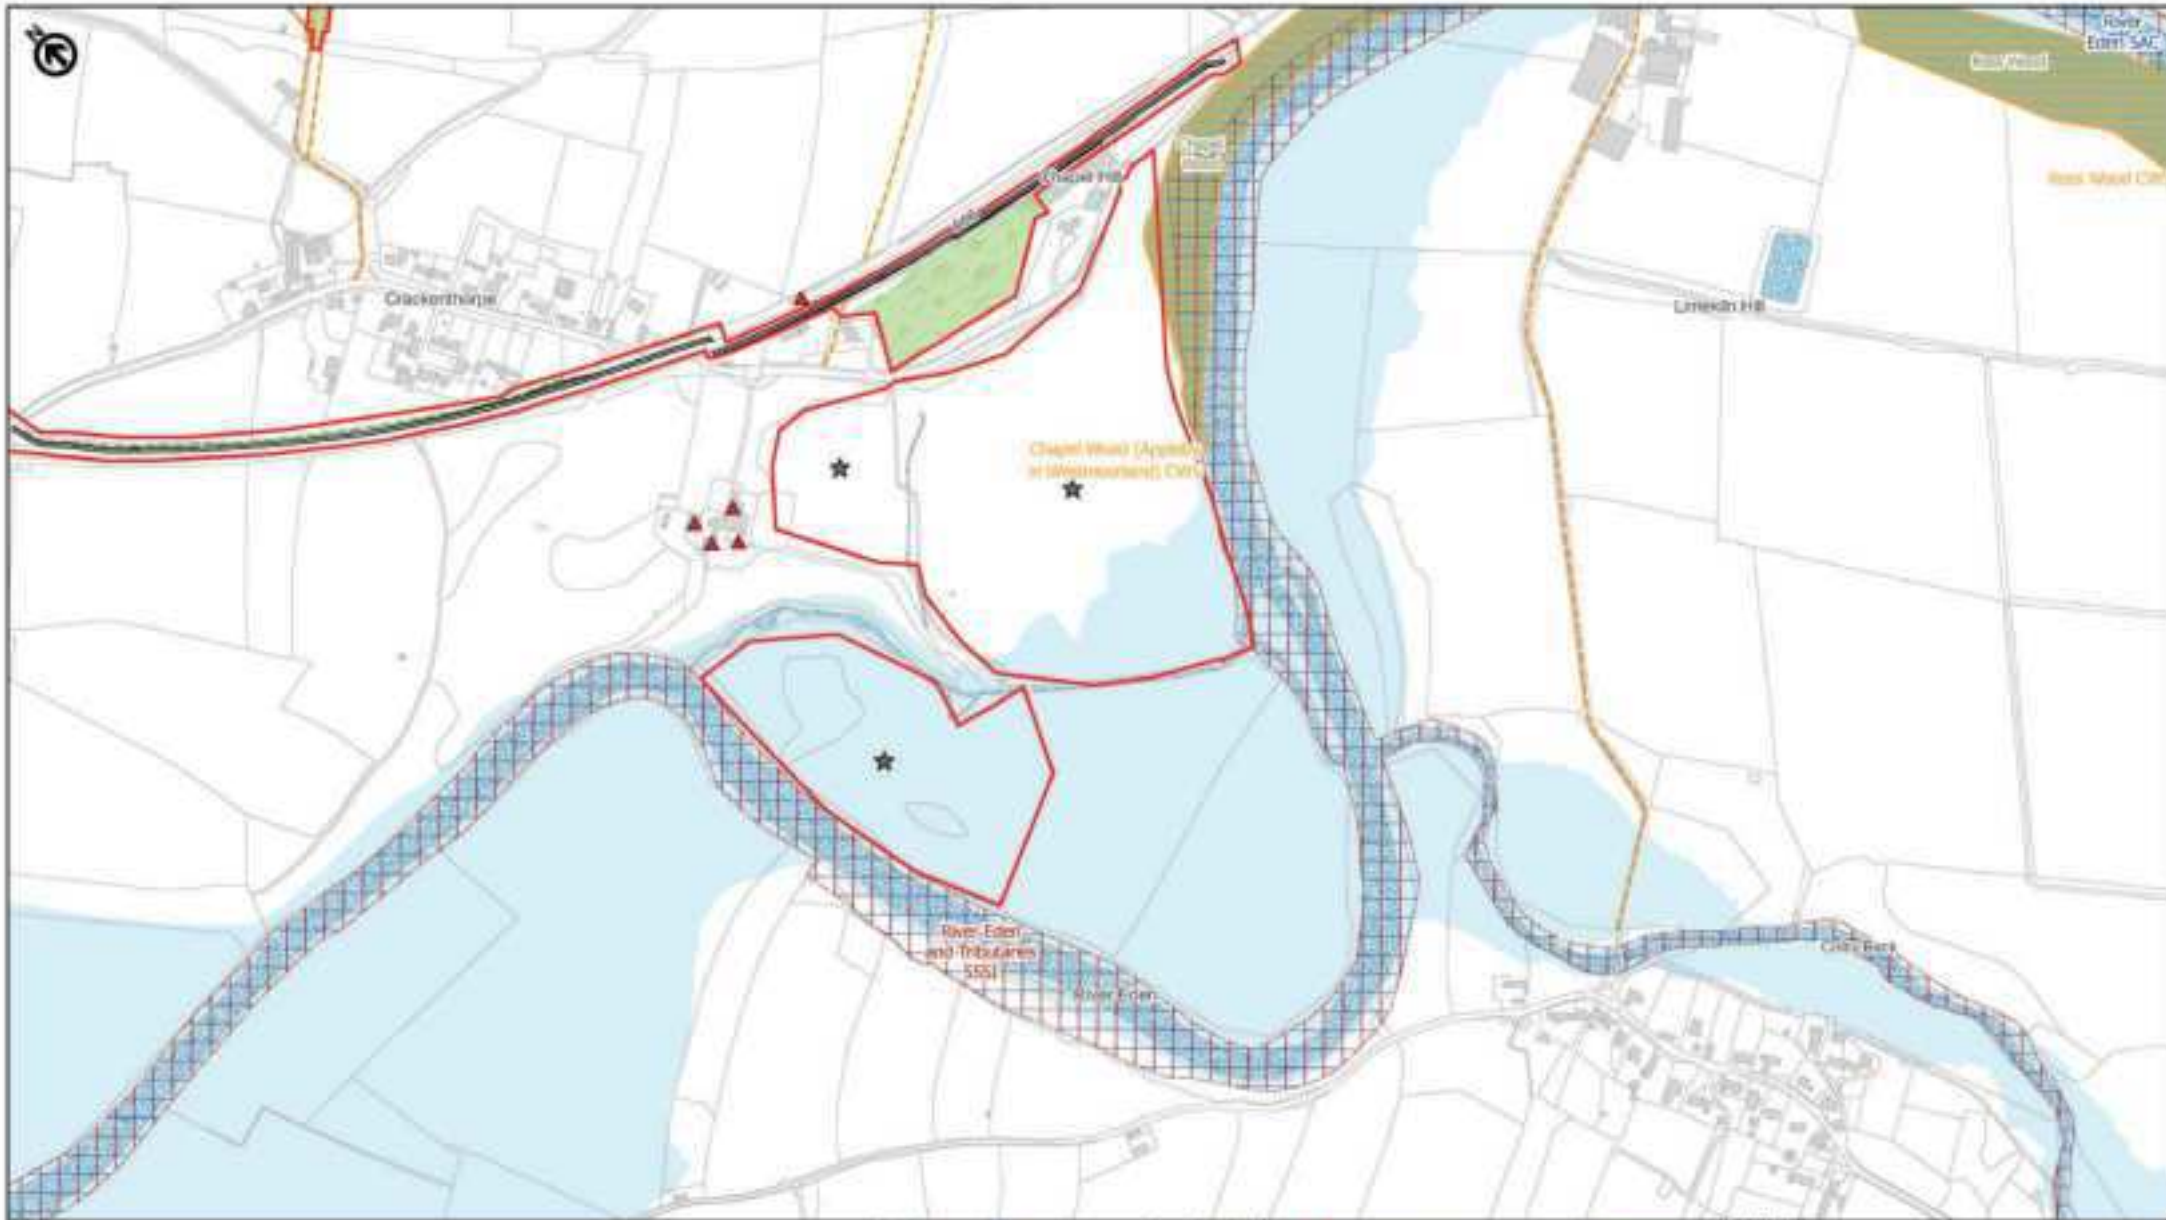 N
River
Eden SAC
Chapel Hill
Crackenthorpe
Limekiln Hill
Chapel Wood (Appleby
in Westmoorland) CWS
River Eden
and Tributaries
SSSI
River Eden